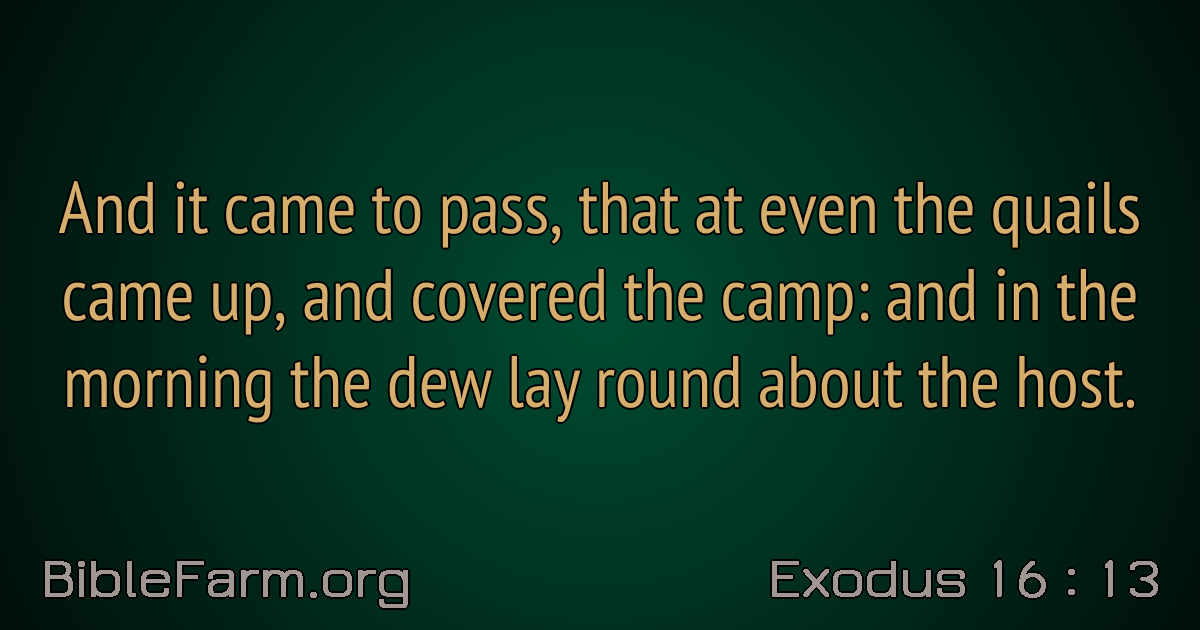 And it came to pass, that at even the quails
came up, and covered the camp: and in the
morning the dew lay round about the host.
BibleFarm.org
Exodus 16 : 13